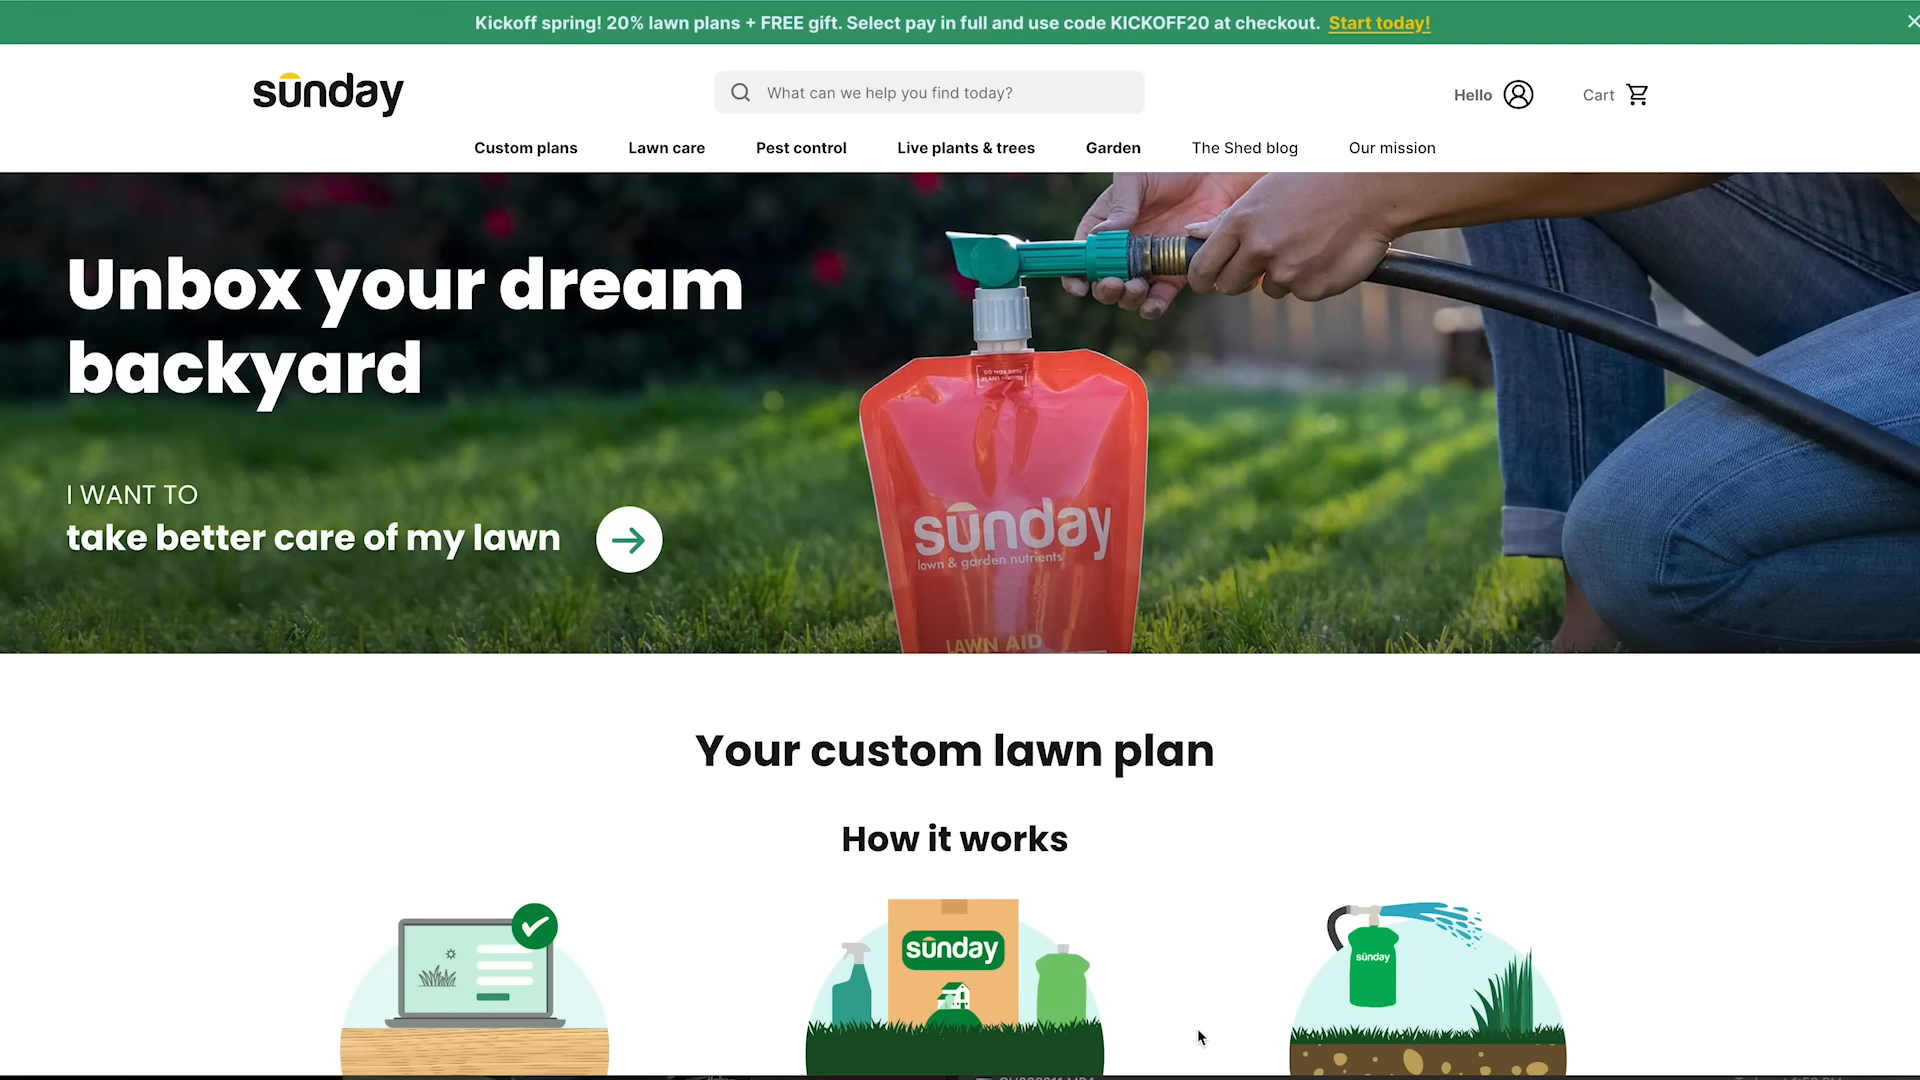 Kickoff spring! 20% lawn plans + FREE gift. Select pay in full and use code KICKOFF20 at checkout. Start today!
sunday
What can we help you find today?
Hello
Cart
Custom plans
Lawn care
Pest control
Live plants & trees
Garden
The Shed blog
Our mission
Unbox your dream
backyard
I WANT TO
take better care of my lawn
sunday
lawn & garden nutrients
LAWN AID
Your custom lawn plan
How it works
sunday
sunday